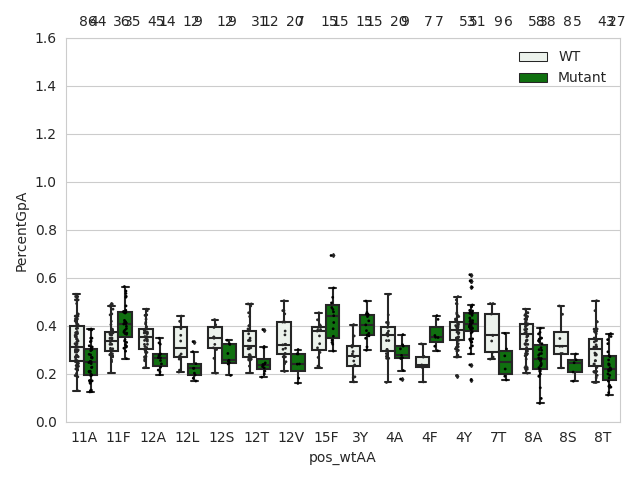 86 44 36 35 45 14 12 9 12 9 31 12 20 7 15 15 15 15 20 9 7 7 53 51 9 6 58 38 8 5 43 27
1.6
WT
Mutant
1.4
1.2
1.0
0.8
0.6
0.4
0.2
0.0
PercentGpA
11A 11F 12A 12L 12S 12T 12V 15F 3Y 4A 4F 4Y 7T 8A 8S 8T
pos_wtAA